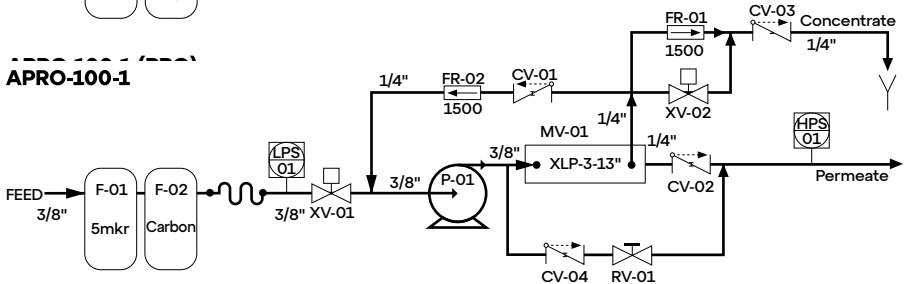 APRO-100-1
CV-03
FR-01
Concentrate
1500
1/4"
1/4"
FR-02
CV-01
1500
XV-02
1/4"
MV-01
HPS
01
LPS
01
3/8"
1/4"
F-01
F-02
P-01
XLP-3-13"
FEED
3/8"
CV-02
Permeate
3/8"
5mkr
Carbon
3/8"
XV-01
CV-04
RV-01